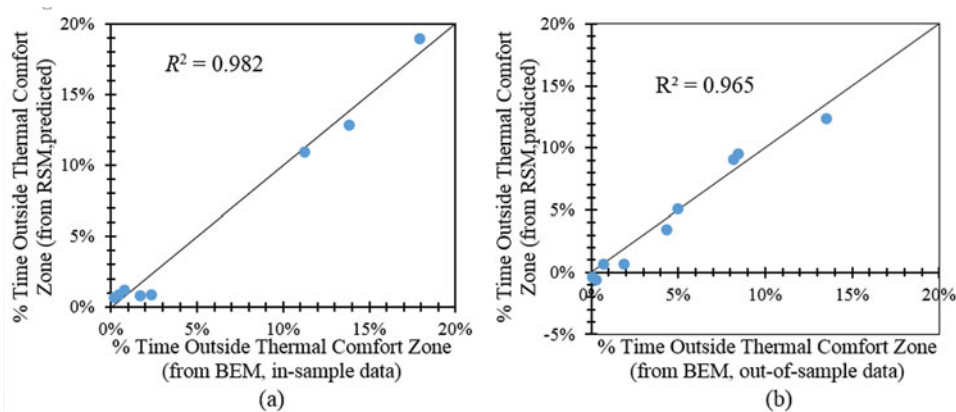 % Time Outside Thermal Comfort
Zone (from RSM,predicted)
20%
15%
10%
5%
0%
R² = 0.982
0%
5%
10%
15%
20%
% Time Outside Thermal Comfort Zone
(from BEM, in-sample data)
(a)
% Time Outside Thermal Comfort
Zone (from RSM,predicted)
20%
15%
10%
5%
0%
-5%
R² = 0.965
0%
5%
10%
15%
20%
% Time Outside Thermal Comfort Zone
(from BEM, out-of-sample data)
(b)